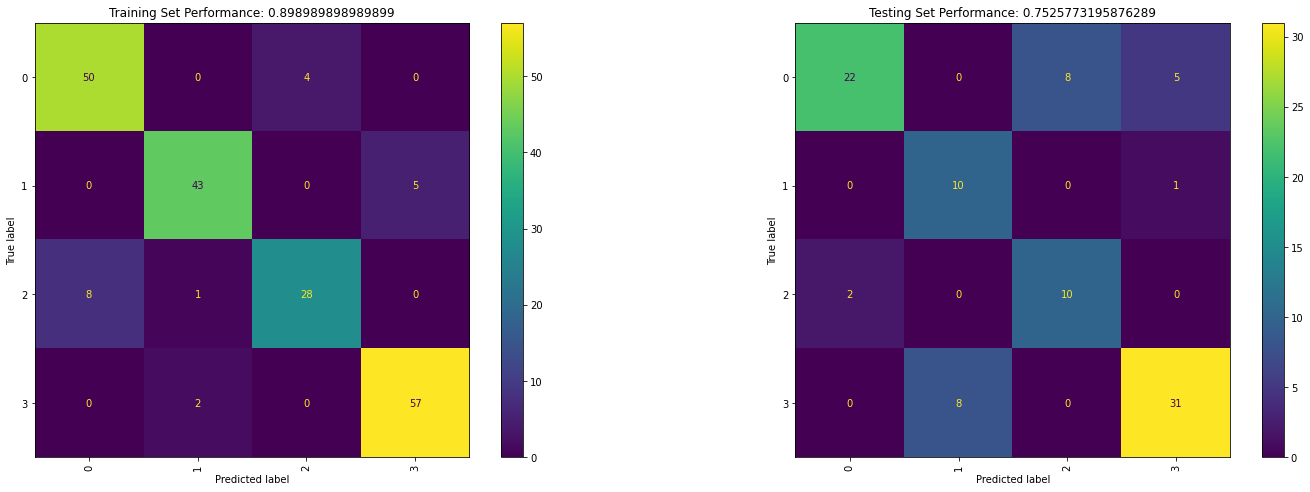 Training Set Performance: 0.898989898989899
0 50 0 4 0
1 0 43 0 5
2 8 1 28 0
3 0 2 0 57
0 1 2 3
True label
Predicted label
50
40
30
20
10
0
Testing Set Performance: 0.7525773195876289
0 22 0 8 5
1 0 10 0 1
2 2 0 10 0
3 0 8 0 31
0 1 2 3
True label
Predicted label
30
25
20
15
10
5
0